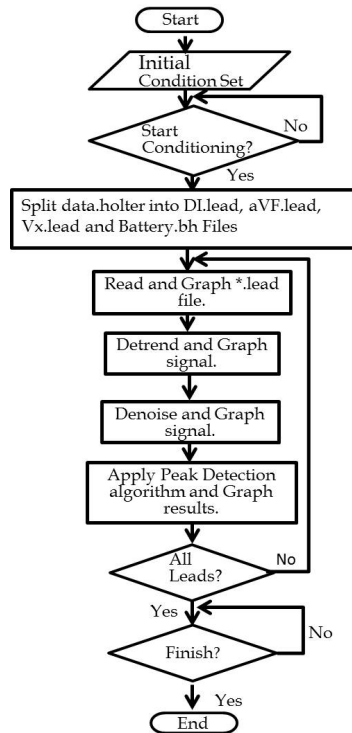 Start
Initial
Condition Set
No
Start
Conditioning?
Yes
Split data.holter into DI.lead, aVF.lead,
Vx.lead and Battery.bh Files
Read and Graph *.lead
file.
Detrend and Graph
signal.
Denoise and Graph
signal.
Apply Peak Detection
algorithm and Graph
results.
All
Leads?
No
Yes
No
Finish?
Yes
End